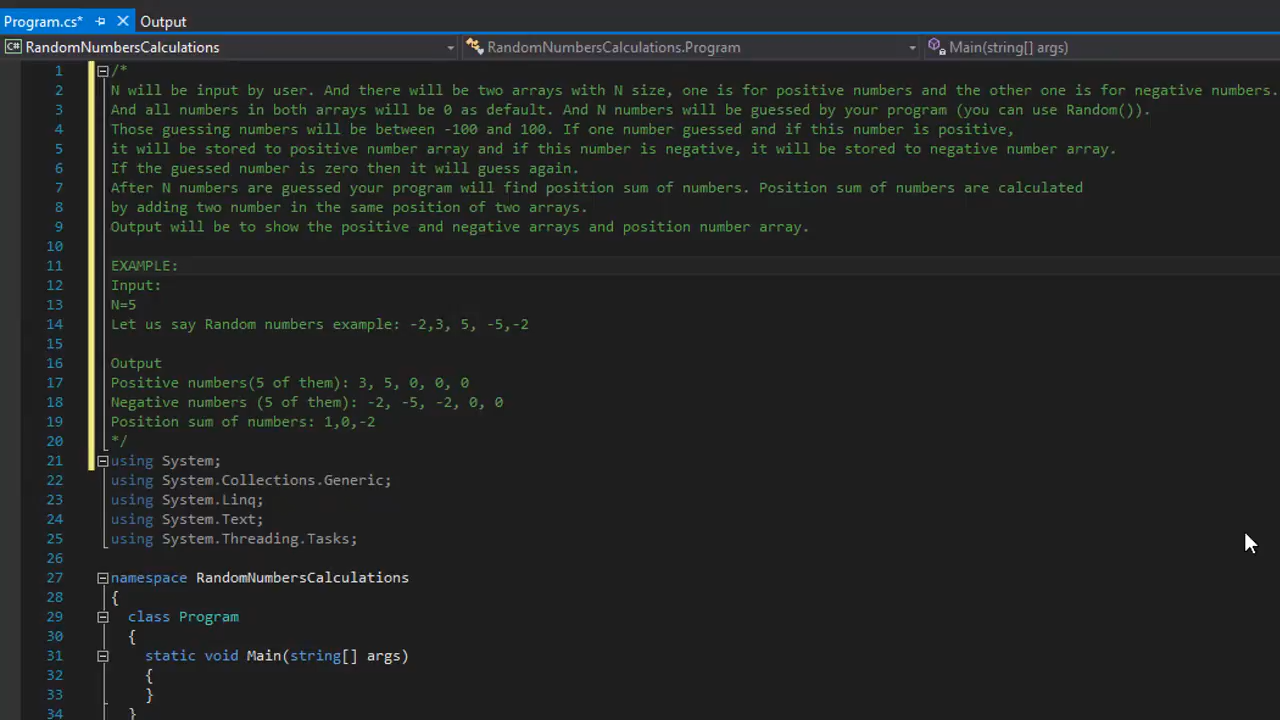 Program.cs* Output
RandomNumbersCalculations RandomNumbersCalculations.Program Main(string[] args)
1 /*
2 N will be input by user. And there will be two arrays with N size, one is for positive numbers and the other one is for negative numbers.
3 And all numbers in both arrays will be 0 as default. And N numbers will be guessed by your program (you can use Random()).
4 Those guessing numbers will be between -100 and 100. If one number guessed and if this number is positive,
5 it will be stored to positive number array and if this number is negative, it will be stored to negative number array.
6 If the guessed number is zero then it will guess again.
7 After N numbers are guessed your program will find position sum of numbers. Position sum of numbers are calculated
8 by adding two number in the same position of two arrays.
9 Output will be to show the positive and negative arrays and position number array.
10
11 EXAMPLE:
12 Input:
13 N=5
14 Let us say Random numbers example: -2,3, 5, -5,-2
15
16 Output
17 Positive numbers(5 of them): 3, 5, 0, 0, 0
18 Negative numbers (5 of them): -2, -5, -2, 0, 0
19 Position sum of numbers: 1,0,-2
20 */
21 using System;
22 using System.Collections.Generic;
23 using System.Linq;
24 using System.Text;
25 using System.Threading.Tasks;
26
27 namespace RandomNumbersCalculations
28 {
29 class Program
30 {
31 static void Main(string[] args)
32 {
33 }
34 }